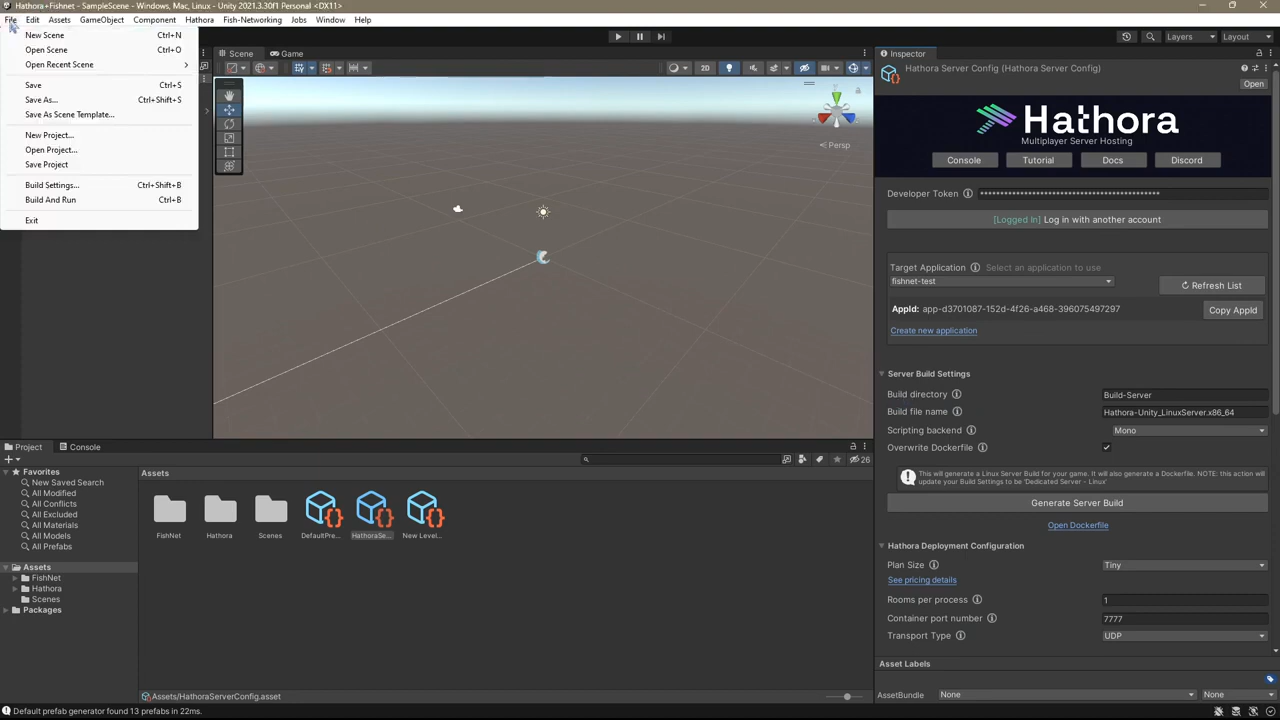 Hathora+Fishnet - SampleScene - Windows, Mac, Linux - Unity 2021.3.30f1 Personal <DX11>
File Edit Assets GameObject Component Hathora Fish-Networking Jobs Window Help
New Scene Ctrl+N
Open Scene Ctrl+O
Open Recent Scene
Save Ctrl+S
Save As... Ctrl+Shift+S
Save As Scene Template...
New Project...
Open Project...
Save Project
Build Settings... Ctrl+Shift+B
Build And Run Ctrl+B
Exit
Layers Layout
Scene Game
2D
Persp
Inspector
Hathora Server Config (Hathora Server Config)
Open
Hathora
Multiplayer Server Hosting
Console Tutorial Docs Discord
Developer Token
[Logged In] Log in with another account
Target Application Select an application to use
fishnet-test
Refresh List
AppId: app-d3701087-152d-4f26-a468-396075497297
Copy AppId
Create new application
Server Build Settings
Build directory Build-Server
Build file name Hathora-Unity_LinuxServer.x86_64
Scripting backend Mono
Overwrite Dockerfile
This will generate a Linux Server Build for your game. It will also generate a Dockerfile. NOTE: this action
will update your Build Settings to be 'Dedicated Server - Linux'
Generate Server Build
Open Dockerfile
Hathora Deployment Configuration
Plan Size Tiny
See pricing details
Rooms per process 1
Container port number 7777
Transport Type UDP
Asset Labels
AssetBundle None None
Project Console
26
Favorites
New Saved Search
All Modified
All Conflicts
All Excluded
All Materials
All Models
All Prefabs
Assets
FishNet
Hathora
Scenes
Packages
Assets
FishNet Hathora Scenes DefaultPre... HathoraSe... New Level...
Assets/HathoraServerConfig.asset
Default prefab generator found 13 prefabs in 22ms.